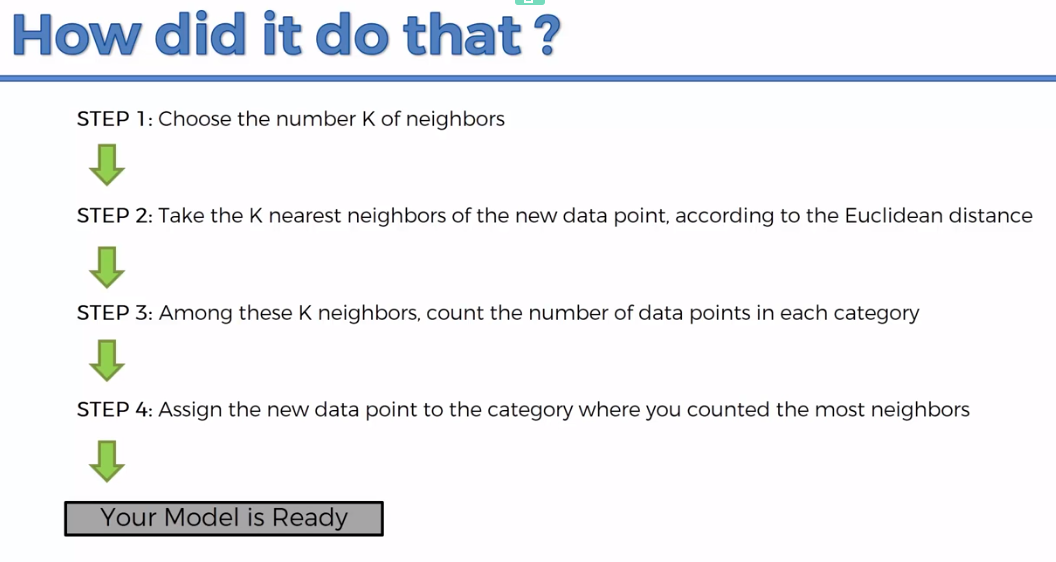 How did it do that ?
STEP 1: Choose the number K of neighbors
STEP 2: Take the K nearest neighbors of the new data point, according to the Euclidean distance
STEP 3: Among these K neighbors, count the number of data points in each category
STEP 4: Assign the new data point to the category where you counted the most neighbors
Your Model is Ready